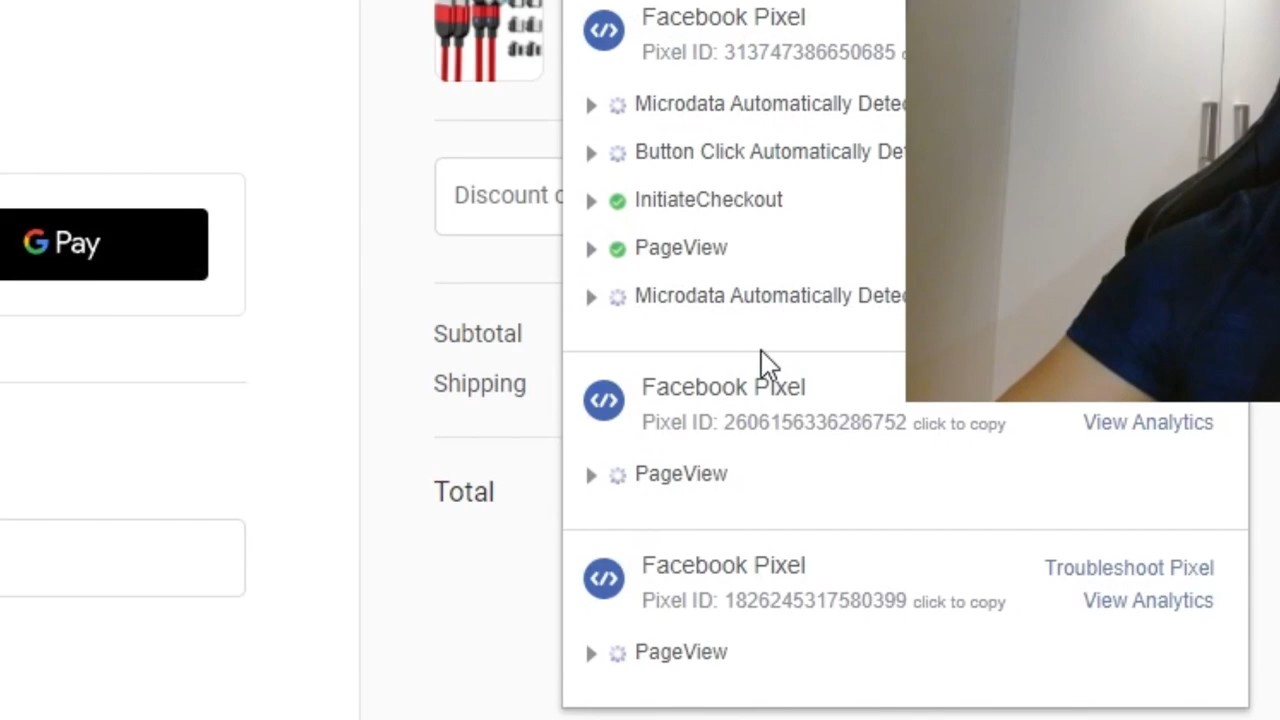 G Pay
Discount
Subtotal
Shipping
Total
Facebook Pixel
Pixel ID: 313747386650685
Microdata Automatically Detec
Button Click Automatically Det
InitiateCheckout
PageView
Microdata Automatically Detec
Facebook Pixel
Pixel ID: 2606156336286752 click to copy View Analytics
PageView
Facebook Pixel Troubleshoot Pixel
Pixel ID: 1826245317580399 click to copy View Analytics
PageView